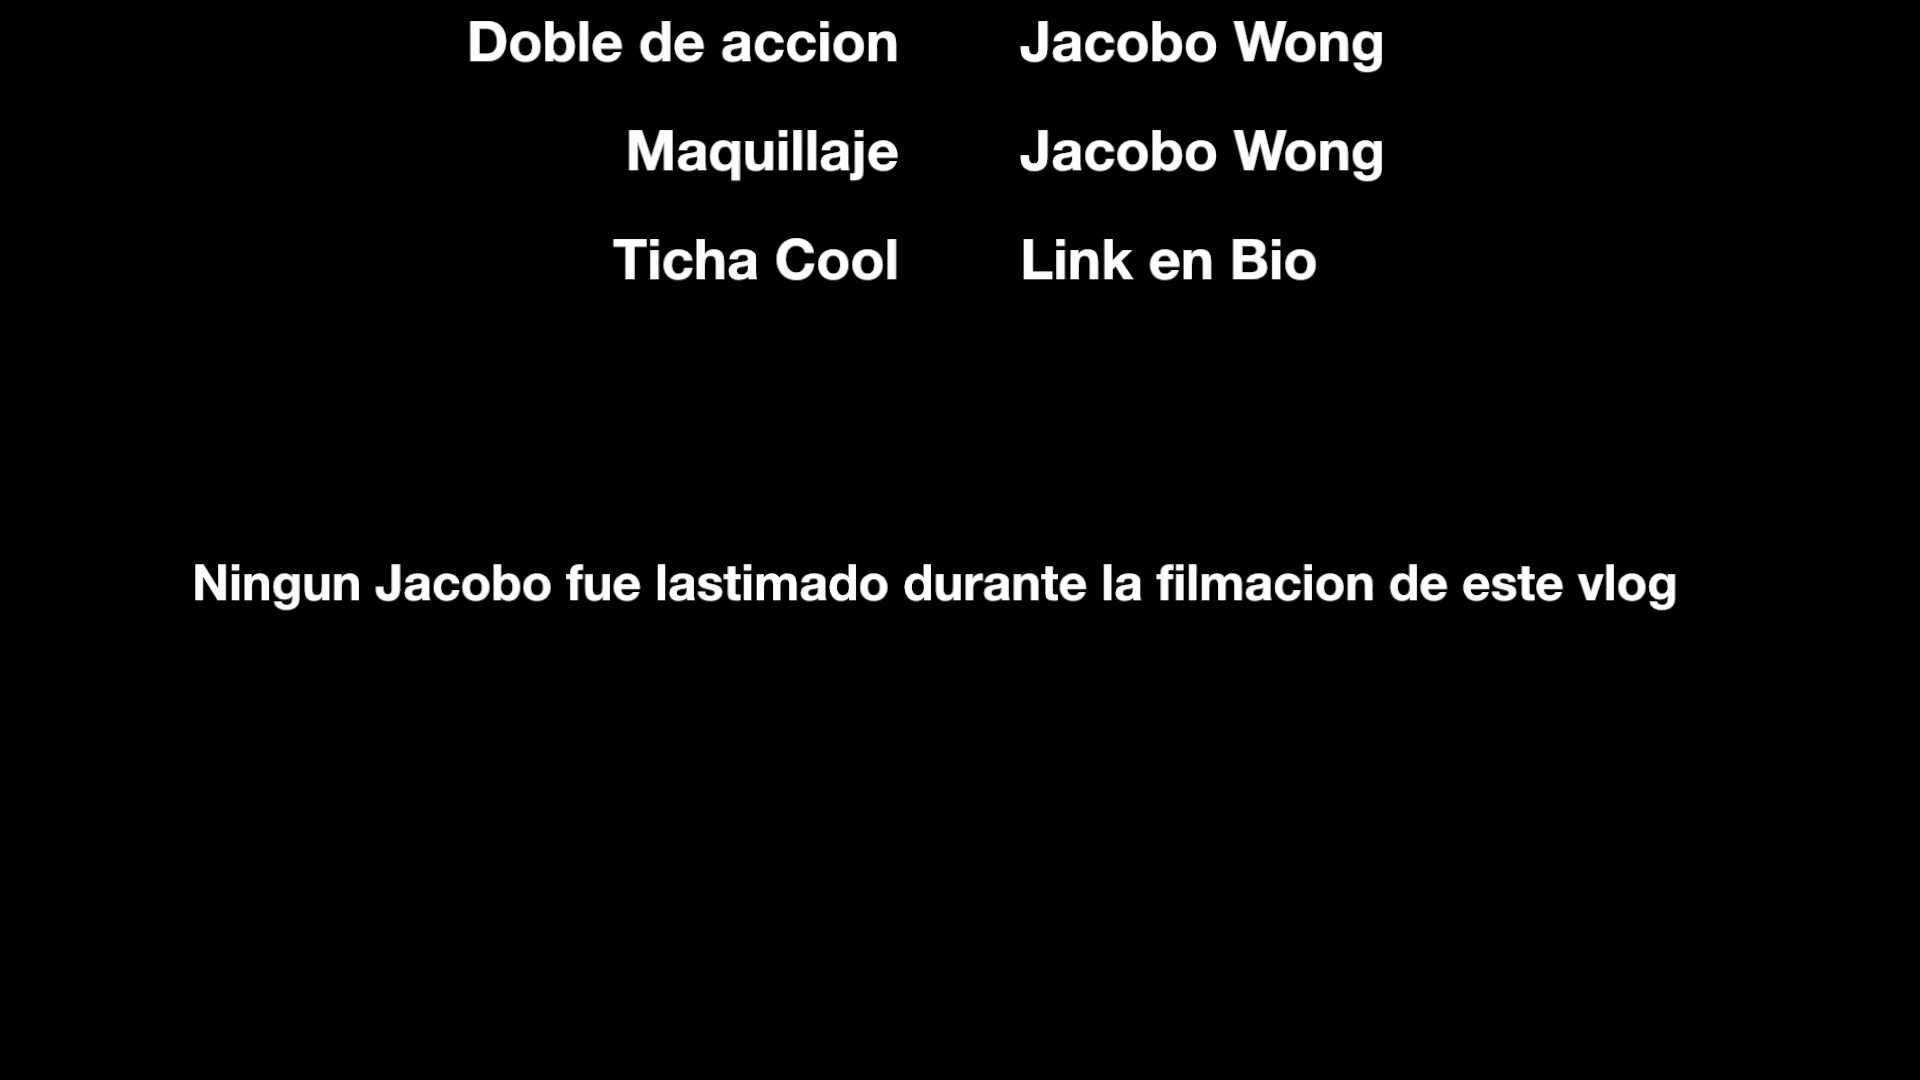 Doble de accion Jacobo Wong
Maquillaje Jacobo Wong
Ticha Cool Link en Bio
Ningun Jacobo fue lastimado durante la filmacion de este vlog